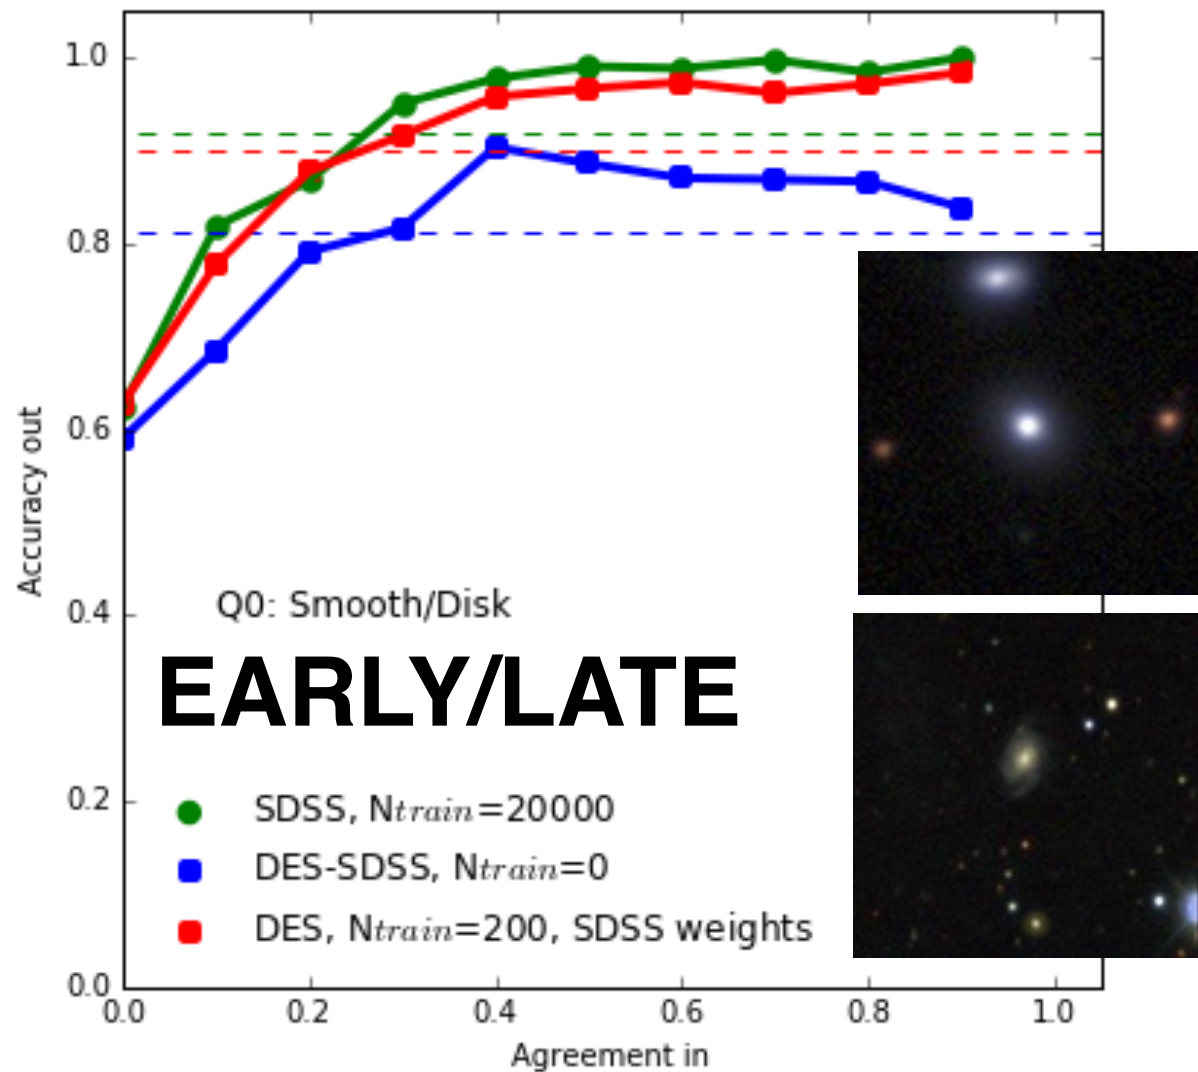 1.0
0.8
0.6
0.4
0.2
0.0
Accuracy out
Q0: Smooth/Disk
EARLY/LATE
SDSS, Ntrain=20000
DES-SDSS, Ntrain=0
DES, Ntrain=200, SDSS weights
0.0 0.2 0.4 0.6 0.8 1.0
Agreement in